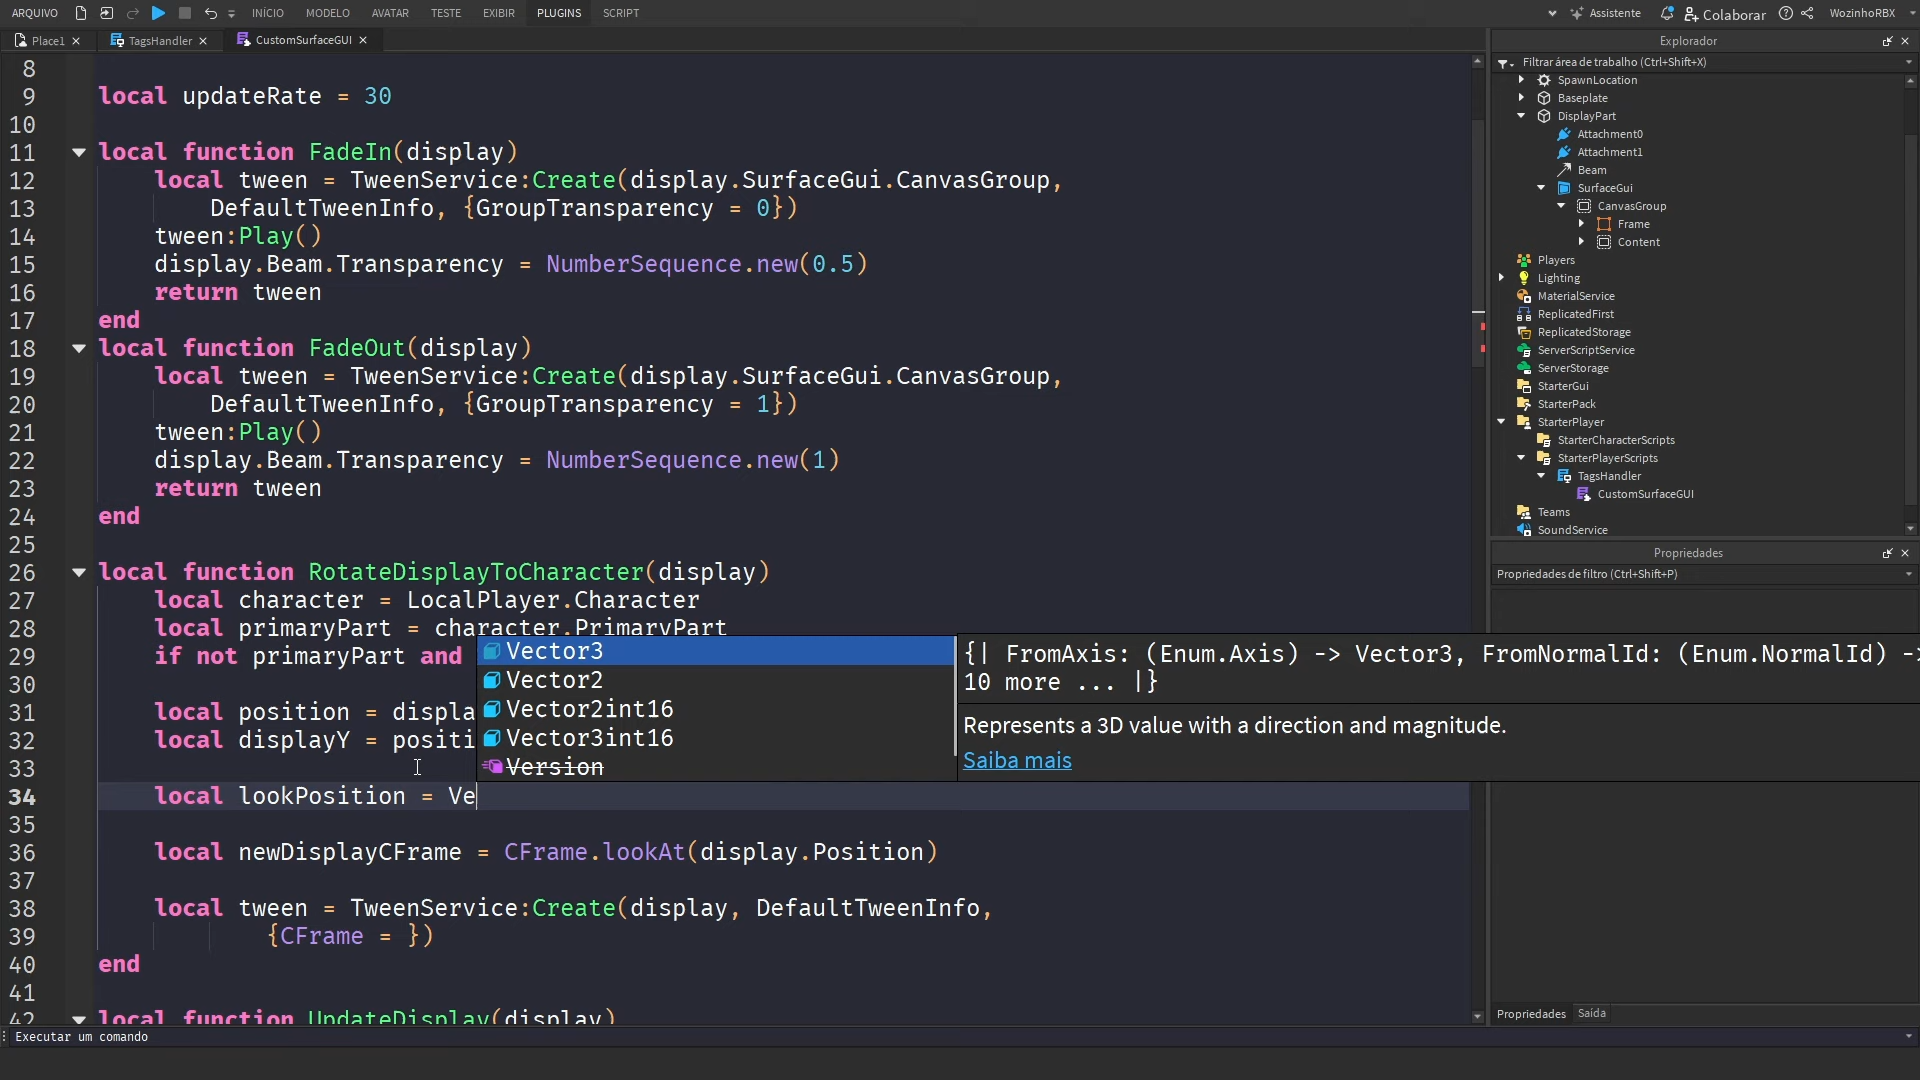 ARQUIVO INÍCIO MODELO AVATAR TESTE EXIBIR PLUGINS SCRIPT Assistente Colaborar WozinhoRBX
Place1 TagsHandler CustomSurfaceGUI
8
9 local updateRate = 30
10
11 local function FadeIn(display)
12 local tween = TweenService:Create(display.SurfaceGui.CanvasGroup,
13 DefaultTweenInfo, {GroupTransparency = 0})
14 tween:Play()
15 display.Beam.Transparency = NumberSequence.new(0.5)
16 return tween
17 end
18 local function FadeOut(display)
19 local tween = TweenService:Create(display.SurfaceGui.CanvasGroup,
20 DefaultTweenInfo, {GroupTransparency = 1})
21 tween:Play()
22 display.Beam.Transparency = NumberSequence.new(1)
23 return tween
24 end
25
26 local function RotateDisplayToCharacter(display)
27 local character = LocalPlayer.Character
28 local primaryPart = character.PrimaryPart
29 if not primaryPart and
30
31 local position = displa
32 local displayY = positi
33
34 local lookPosition = Ve
35
36 local newDisplayCFrame = CFrame.lookAt(display.Position)
37
38 local tween = TweenService:Create(display, DefaultTweenInfo,
39 {CFrame = })
40 end
41
42 local function UpdateDisplay(display)
Vector3
Vector2
Vector2int16
Vector3int16
Version
{| FromAxis: (Enum.Axis) -> Vector3, FromNormalId: (Enum.NormalId) ->
10 more ... |}
Represents a 3D value with a direction and magnitude.
Saiba mais
Explorador
Filtrar área de trabalho (Ctrl+Shift+X)
SpawnLocation
Baseplate
DisplayPart
Attachment0
Attachment1
Beam
SurfaceGui
CanvasGroup
Frame
Content
Players
Lighting
MaterialService
ReplicatedFirst
ReplicatedStorage
ServerScriptService
ServerStorage
StarterGui
StarterPack
StarterPlayer
StarterCharacterScripts
StarterPlayerScripts
TagsHandler
CustomSurfaceGUI
Teams
SoundService
Propriedades
Propriedades de filtro (Ctrl+Shift+P)
Propriedades Saída
Executar um comando